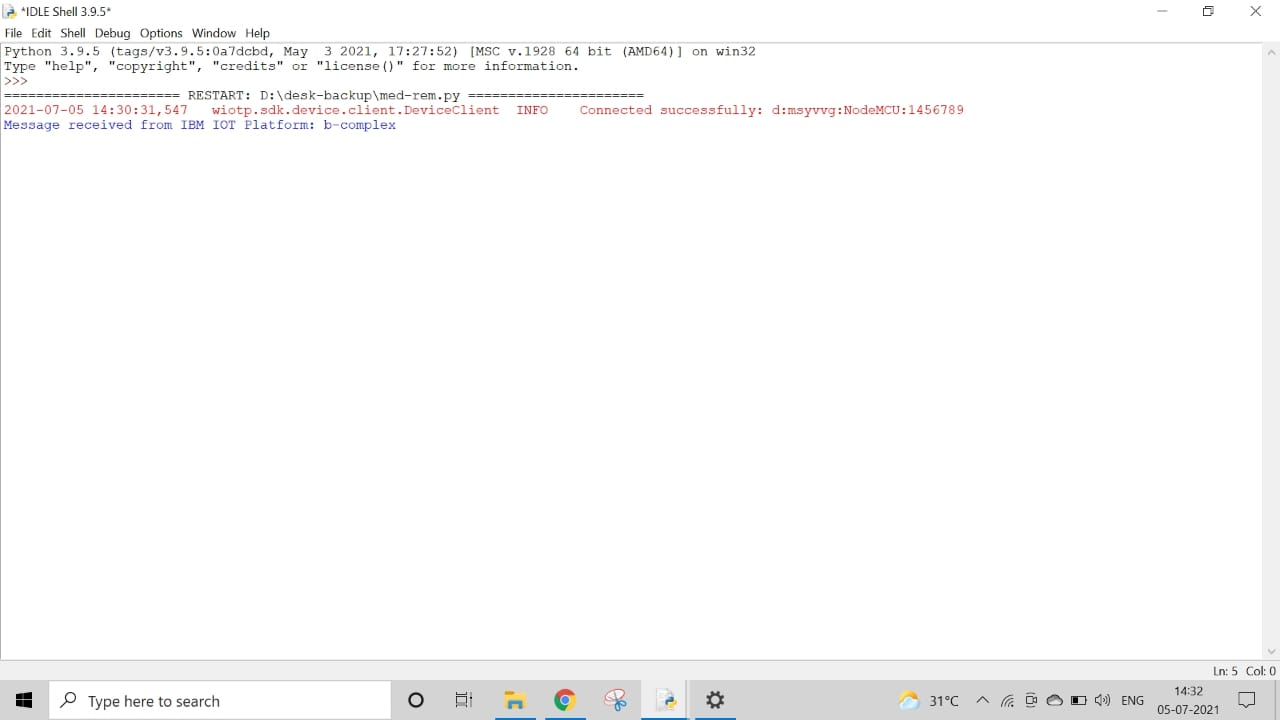 *IDLE Shell 3.9.5*
File Edit Shell Debug Options Window Help
Python 3.9.5 (tags/v3.9.5:0a7dcbd, May  3 2021, 17:27:52) [MSC v.1928 64 bit (AMD64)] on win32
Type "help", "copyright", "credits" or "license()" for more information.
>>>
====================== RESTART: D:\desk-backup\med-rem.py ======================
2021-07-05 14:30:31,547   wiotp.sdk.device.client.DeviceClient  INFO    Connected successfully: d:msyvvg:NodeMCU:1456789
Message received from IBM IOT Platform: b-complex
Ln: 5 Col: 0
Type here to search
31°C
ENG
14:32
05-07-2021